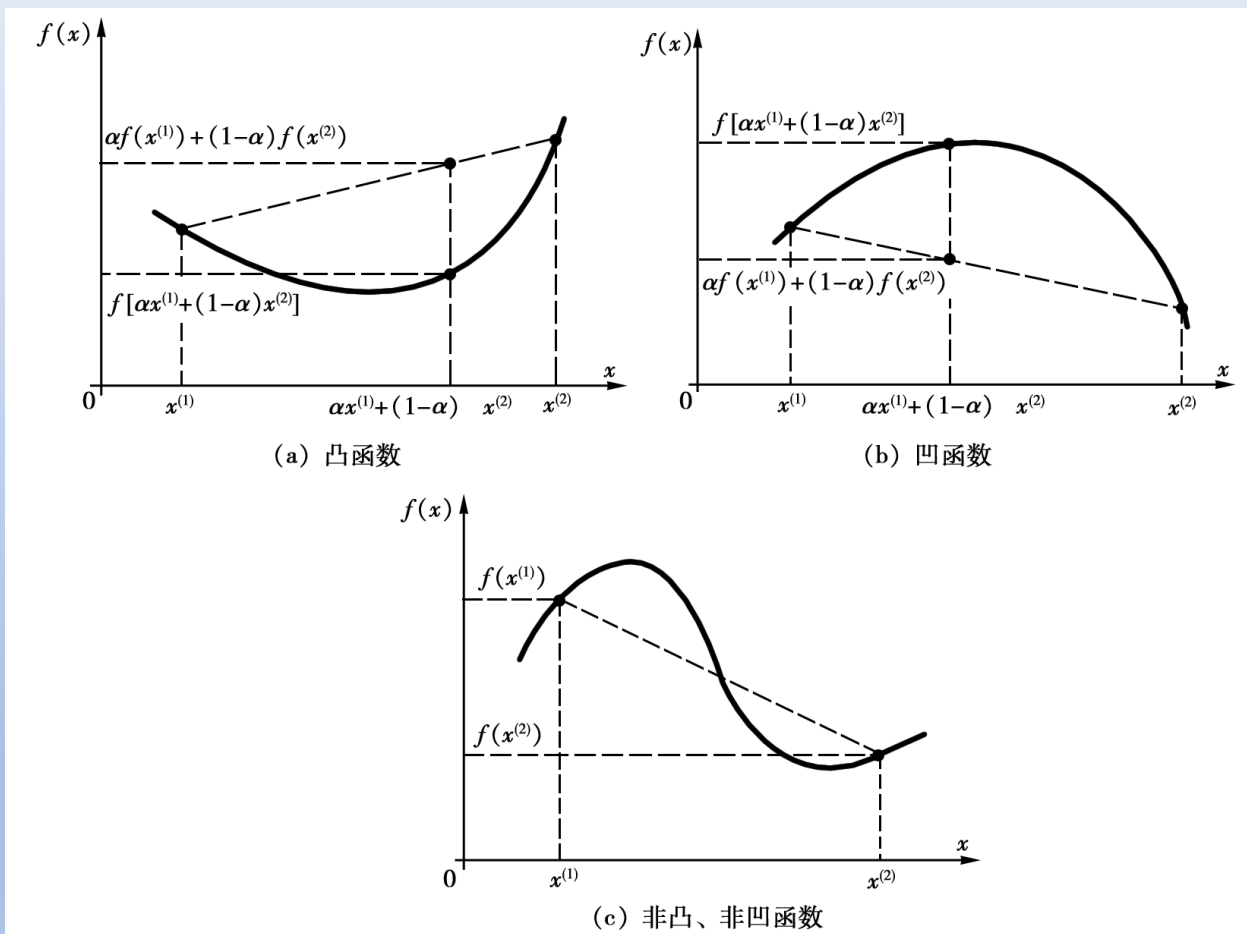 f(x)
αf(x⁽¹⁾)+(1−α)f(x⁽²⁾)
f[αx⁽¹⁾+(1−α)x⁽²⁾]
x
0
x⁽¹⁾
αx⁽¹⁾+(1−α) x⁽²⁾
x⁽²⁾
(a) 凸函数
f(x)
f[αx⁽¹⁾+(1−α)x⁽²⁾]
αf(x⁽¹⁾)+(1−α)f(x⁽²⁾)
x
0
x⁽¹⁾
αx⁽¹⁾+(1−α) x⁽²⁾
x⁽²⁾
(b) 凹函数
f(x)
f(x⁽¹⁾)
f(x⁽²⁾)
x
0
x⁽¹⁾
x⁽²⁾
(c) 非凸、非凹函数